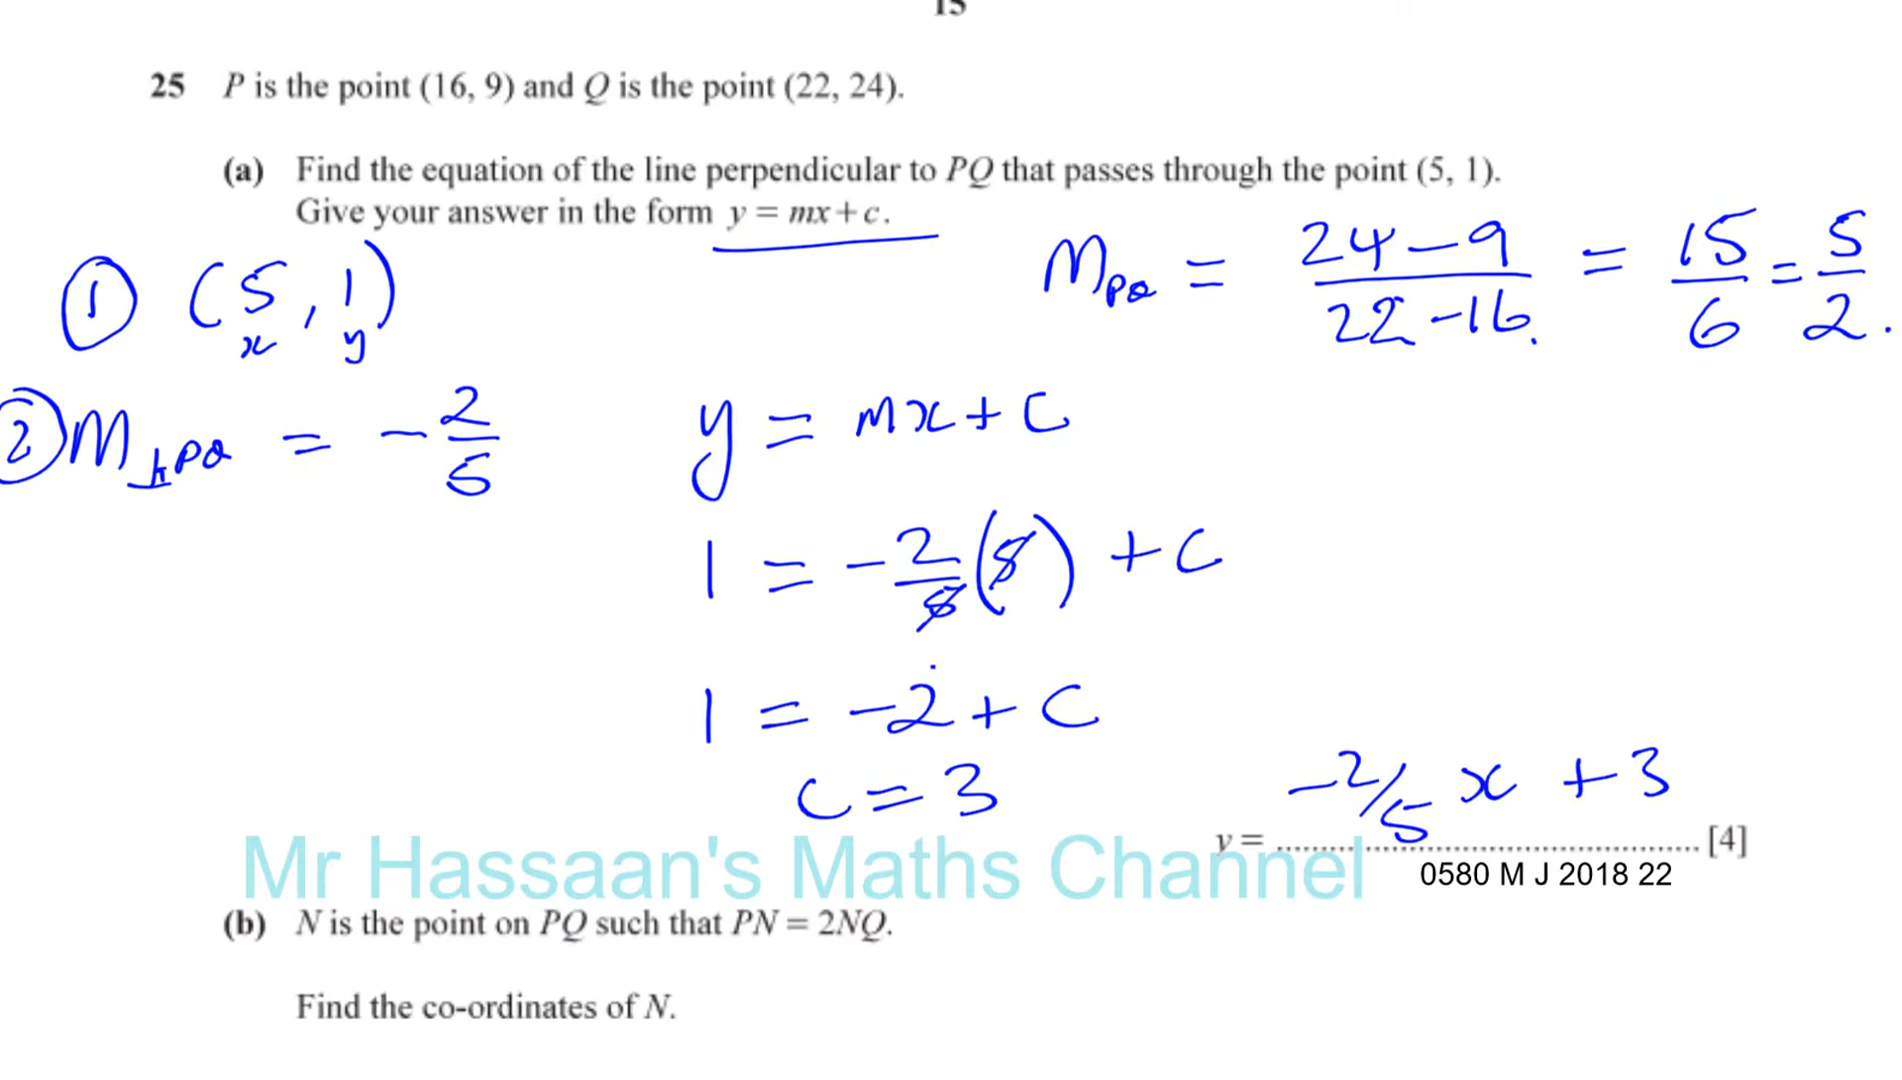 15
25 P is the point (16, 9) and Q is the point (22, 24).
(a) Find the equation of the line perpendicular to PQ that passes through the point (5, 1).
Give your answer in the form y = mx + c.
① (5, 1)
x y
M_PQ = (24 - 9)/(22 - 16) = 15/6 = 5/2.
② M_⊥PQ = -2/5
y = mx + c
1 = -2/5(5) + c
1 = -2 + c
c = 3
-2/5 x + 3
y = .......................................... [4]
Mr Hassaan's Maths Channel
0580 M J 2018 22
(b) N is the point on PQ such that PN = 2NQ.
Find the co-ordinates of N.